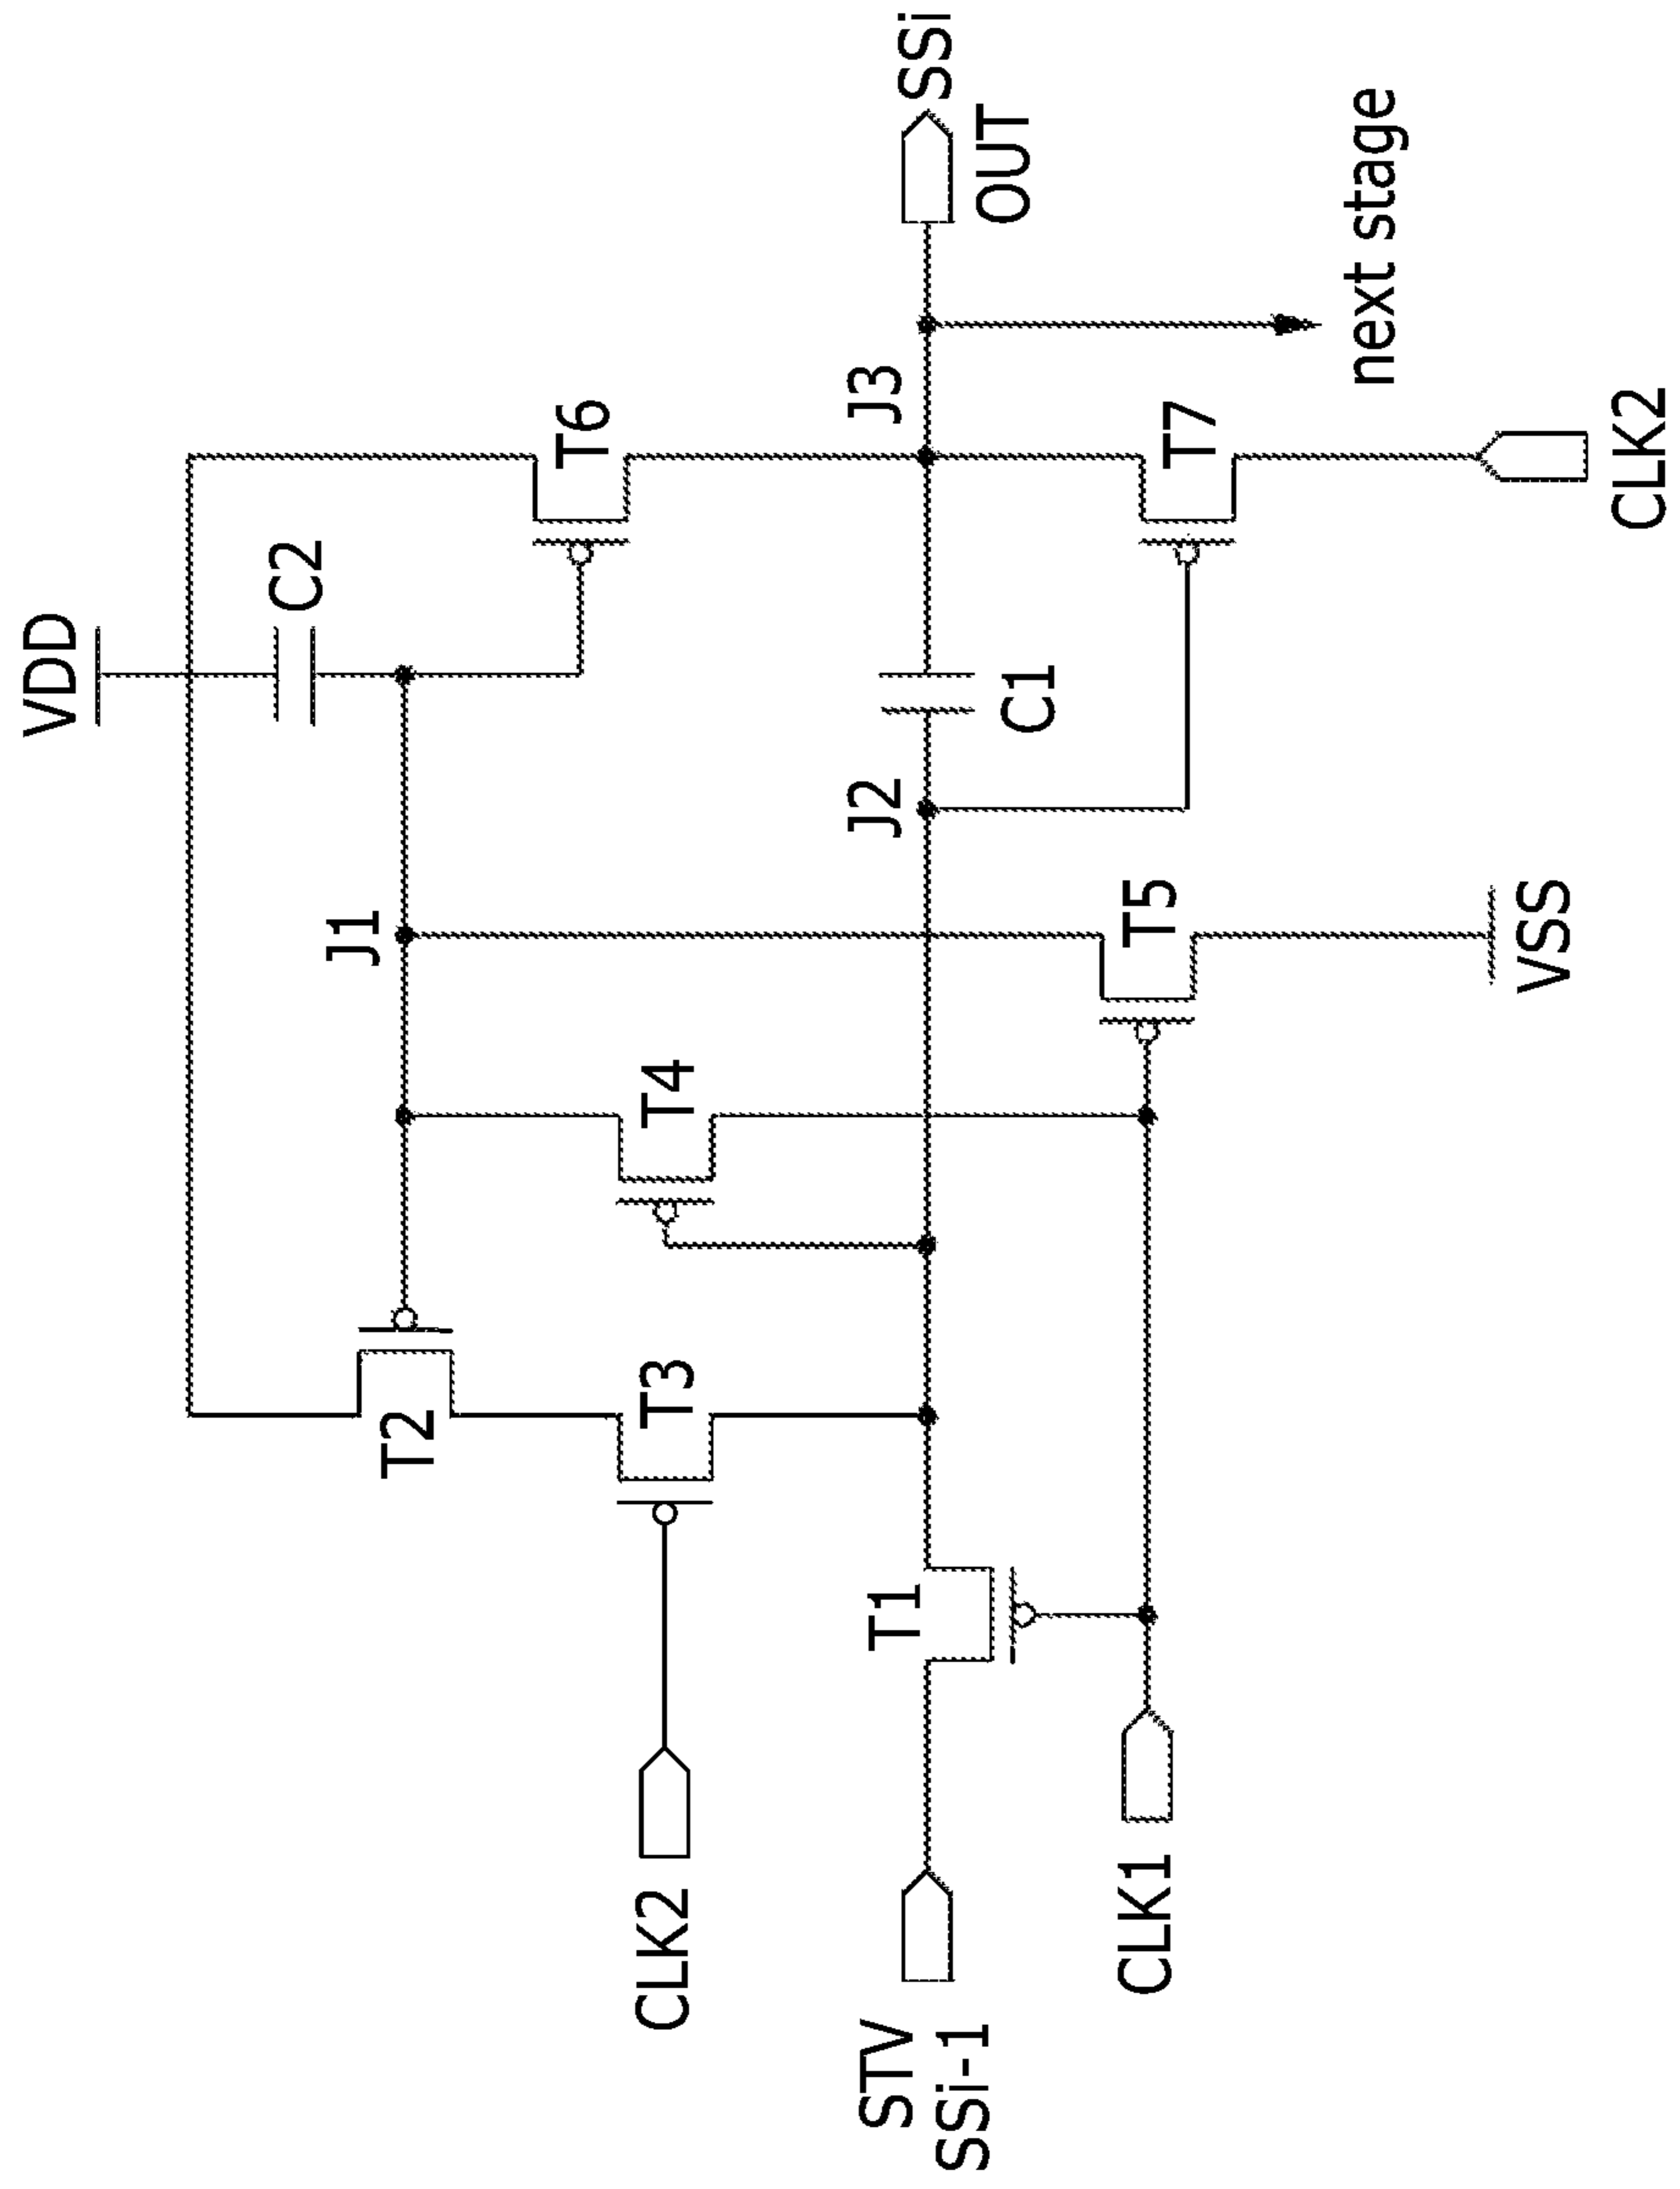 VDD
C2
T6
J1
T2
T4
T3
CLK2
J3
SSi
OUT
J2
C1
T1
STV
SSi-1
T5
T7
CLK1
next stage
VSS
CLK2